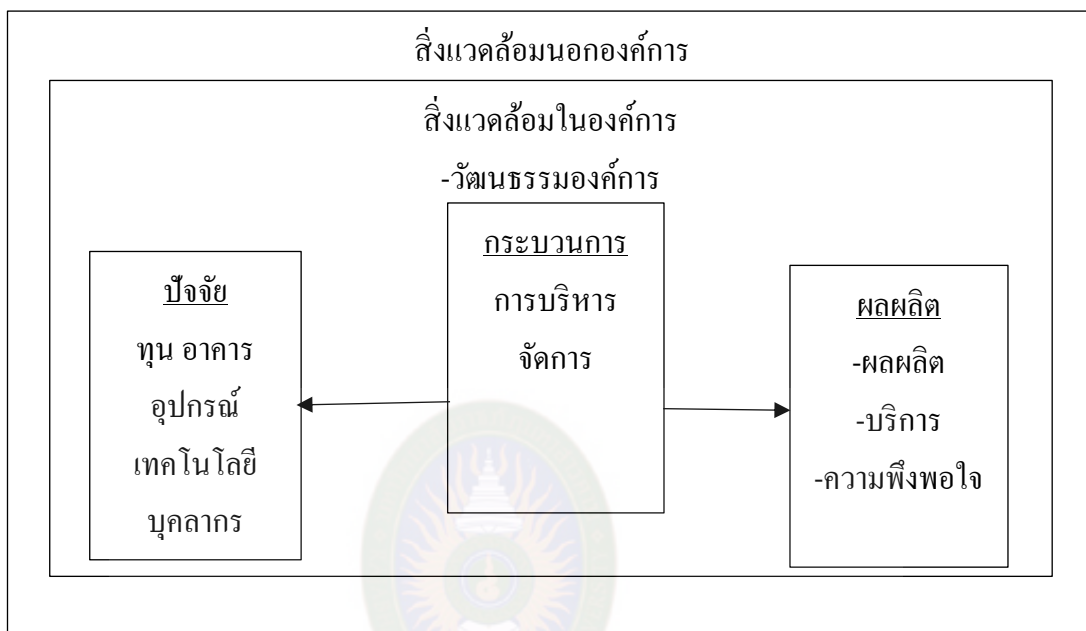 สิ่งแวดล้อมนอกองค์การ
สิ่งแวดล้อมในองค์การ
-วัฒนธรรมองค์การ
ปัจจัย
ทุน อาคาร
อุปกรณ์
เทคโนโลยี
บุคลากร
กระบวนการ
การบริหาร
จัดการ
ผลผลิต
-ผลผลิต
-บริการ
-ความพึงพอใจ